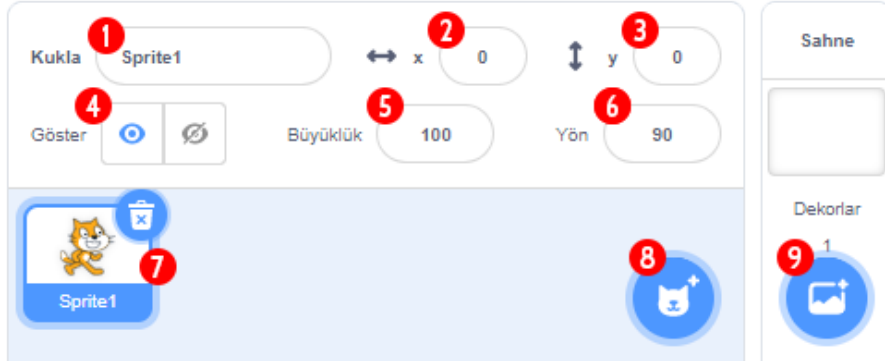 1 2 3
Kukla Sprite1 x 0 y 0
Sahne
4 5 6
Göster Büyüklük 100 Yön 90
7
Sprite1
8
Dekorlar
1
9